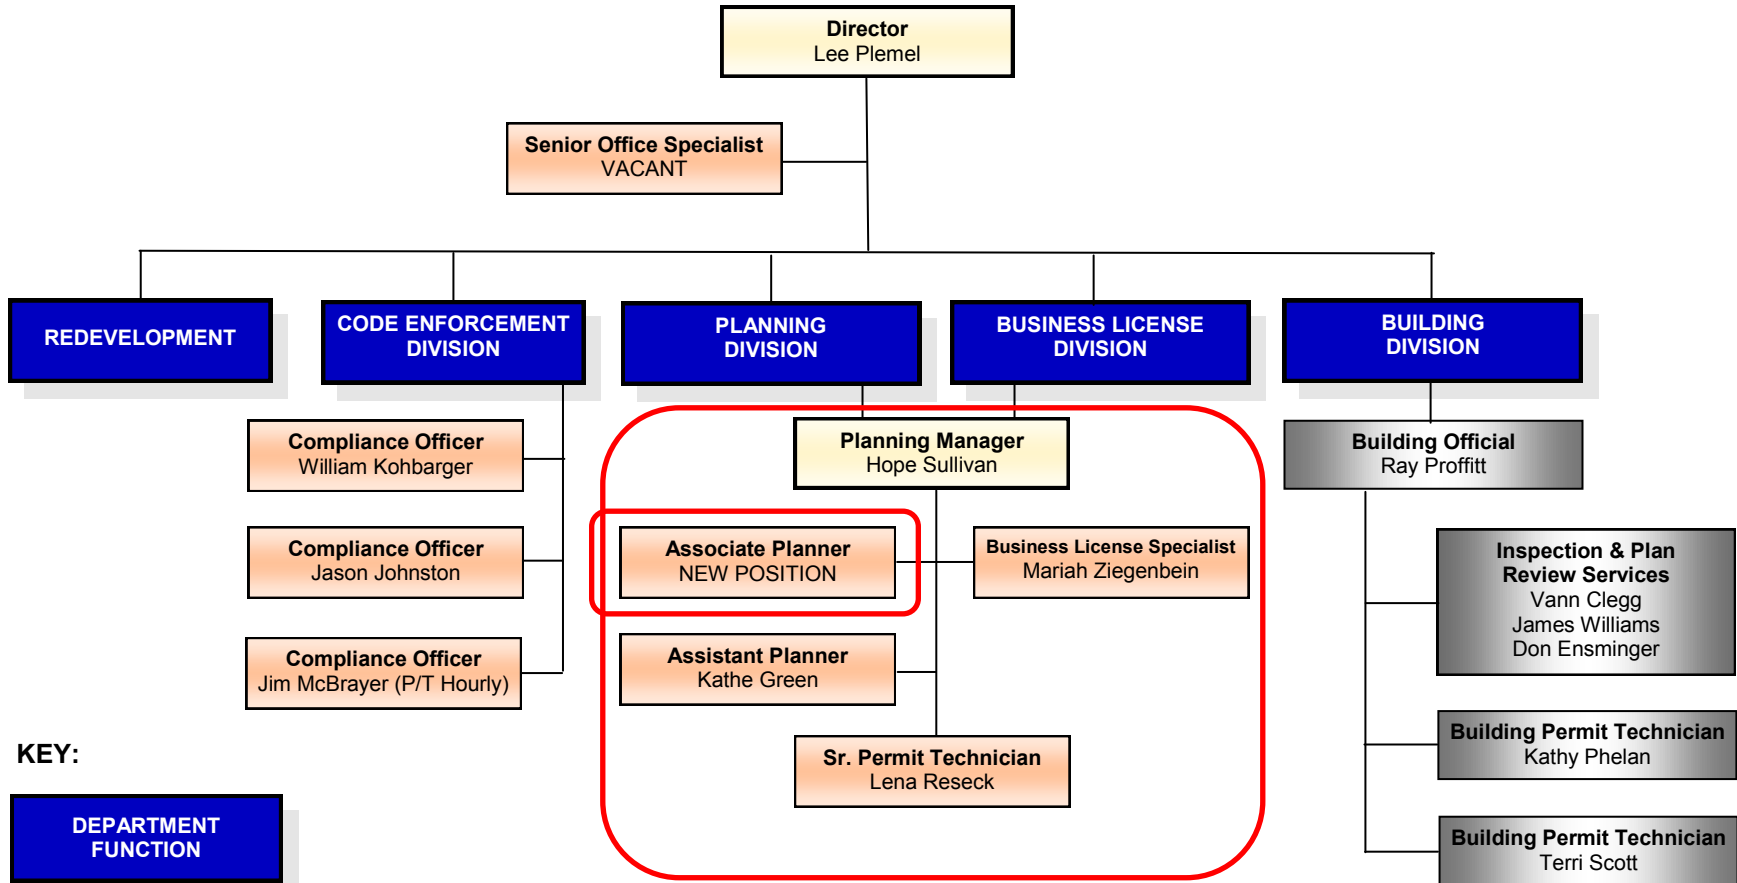 Director
Lee Plemel
Senior Office Specialist
VACANT
REDEVELOPMENT
CODE ENFORCEMENT
DIVISION
PLANNING
DIVISION
BUSINESS LICENSE
DIVISION
BUILDING
DIVISION
Compliance Officer
William Kohbarger
Compliance Officer
Jason Johnston
Compliance Officer
Jim McBrayer (P/T Hourly)
Planning Manager
Hope Sullivan
Associate Planner
NEW POSITION
Business License Specialist
Mariah Ziegenbein
Assistant Planner
Kathe Green
Sr. Permit Technician
Lena Reseck
Building Official
Ray Proffitt
Inspection & Plan
Review Services
Vann Clegg
James Williams
Don Ensminger
Building Permit Technician
Kathy Phelan
Building Permit Technician
Terri Scott
KEY:
DEPARTMENT
FUNCTION